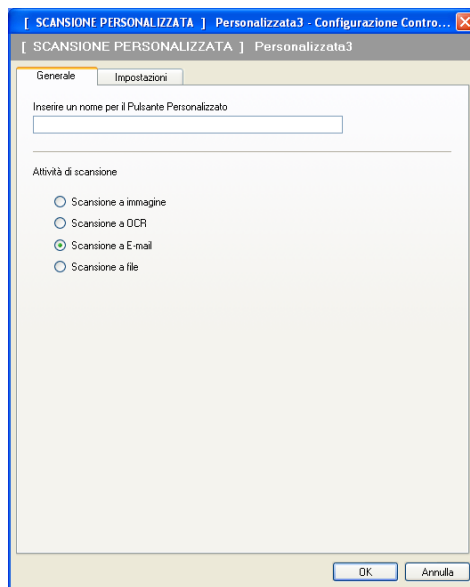 [ SCANSIONE PERSONALIZZATA ] Personalizzata3 - Configurazione Contro...
[ SCANSIONE PERSONALIZZATA ] Personalizzata3
Generale Impostazioni
Inserire un nome per il Pulsante Personalizzato
Attività di scansione
Scansione a immagine
Scansione a OCR
Scansione a E-mail
Scansione a file
OK Annulla